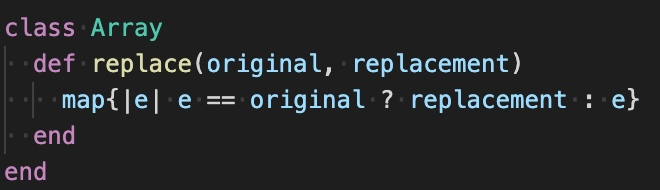 class Array
  def replace(original, replacement)
    map{|e| e == original ? replacement : e}
  end
end